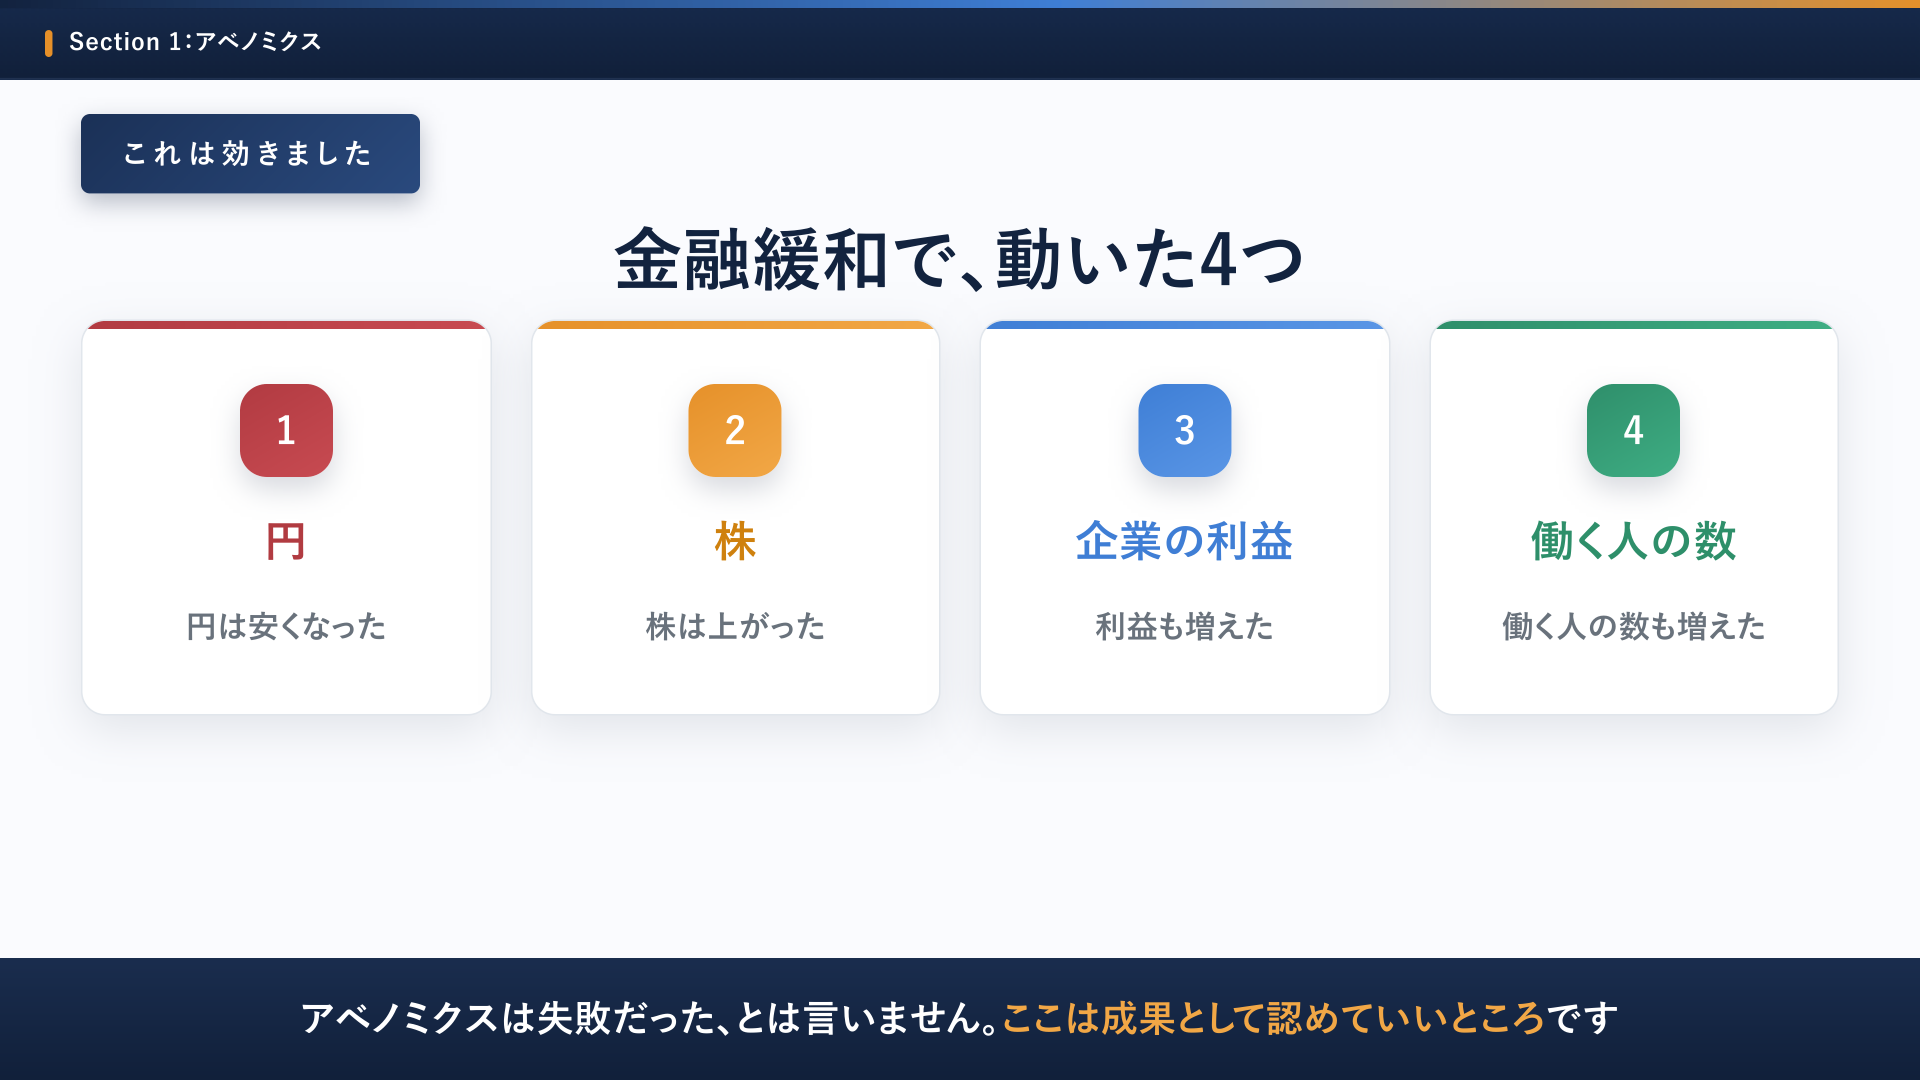 Section 1:アベノミクス
これは効きました
金融緩和で、動いた4つ
1
円
円は安くなった
2
株
株は上がった
3
企業の利益
利益も増えた
4
働く人の数
働く人の数も増えた
アベノミクスは失敗だった、とは言いません。ここは成果として認めていいところです